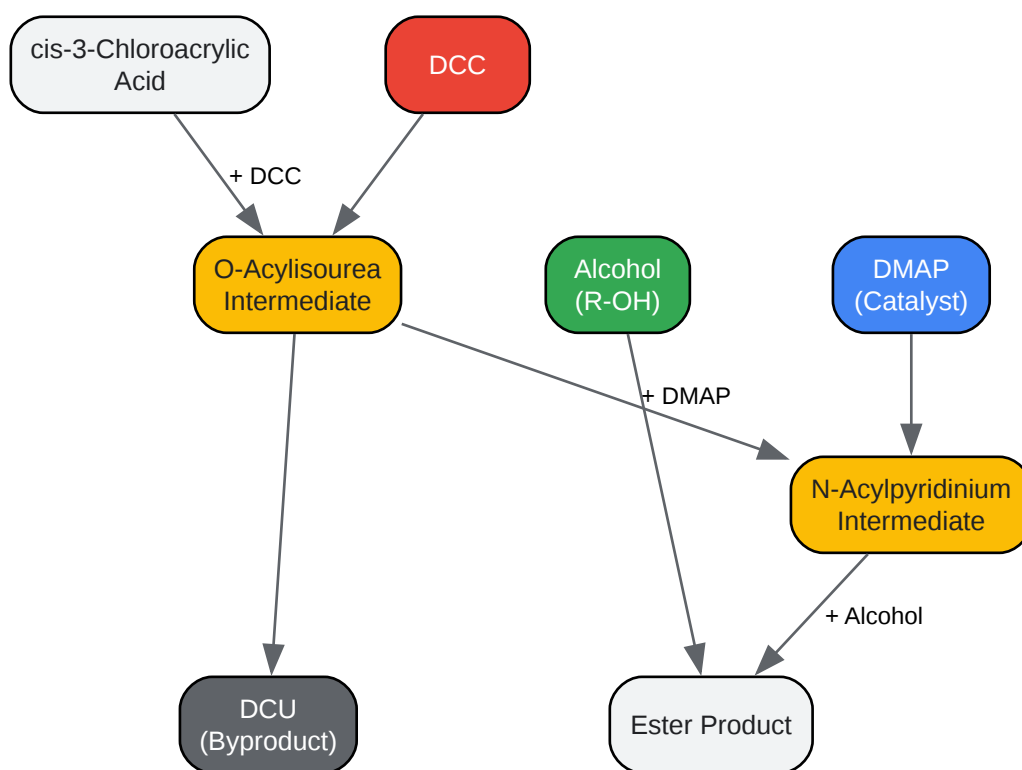 cis-3-Chloroacrylic
Acid
DCC
+ DCC
O-Acylisourea
Intermediate
Alcohol
(R-OH)
DMAP
(Catalyst)
+ DMAP
N-Acylpyridinium
Intermediate
+ Alcohol
DCU
(Byproduct)
Ester Product